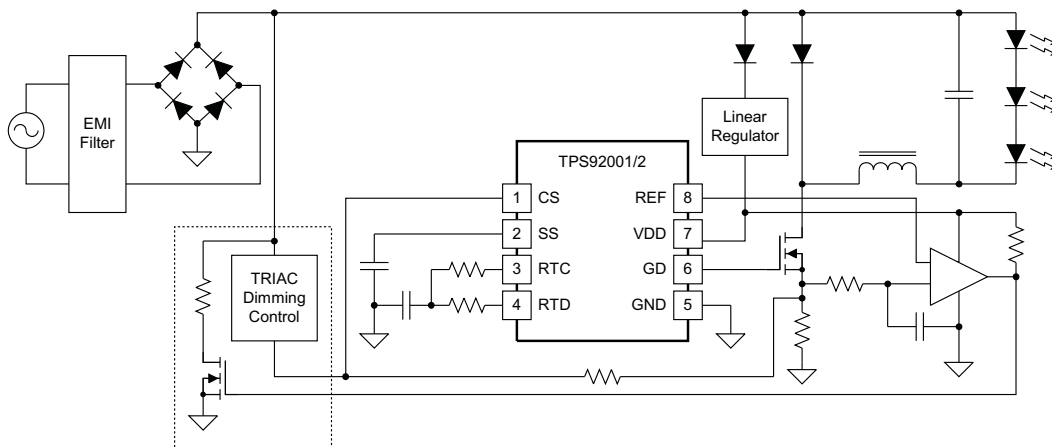 EMI
Filter
Linear
Regulator
TPS92001/2
1 CS REF 8
2 SS VDD 7
3 RTC GD 6
4 RTD GND 5
TRIAC
Dimming
Control